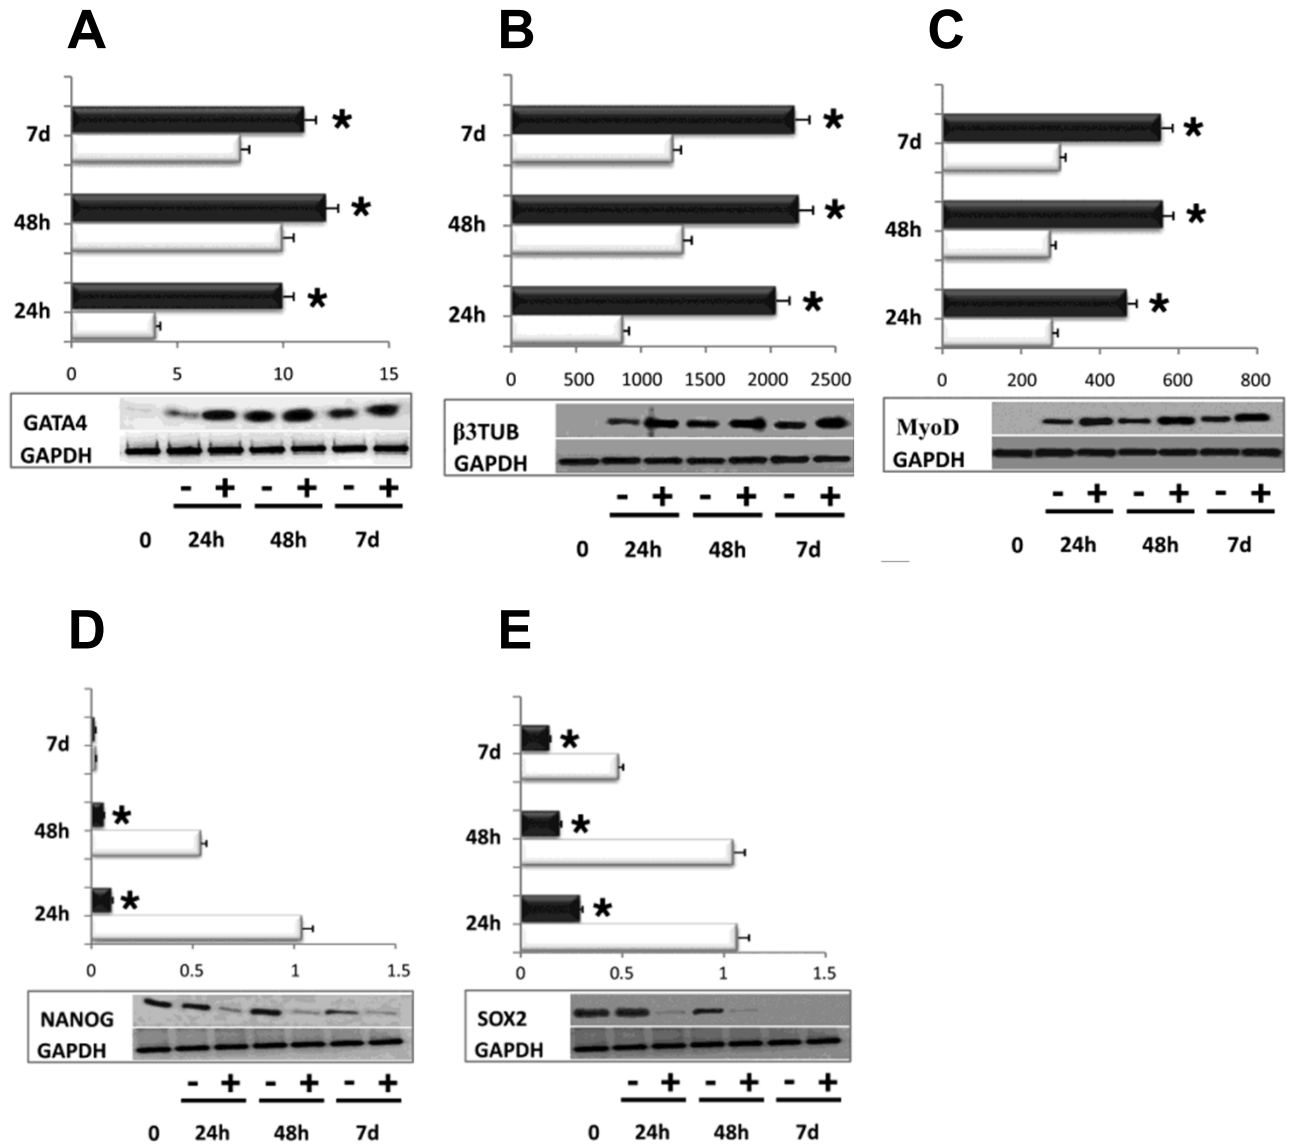 A
7d
*
48h
*
24h
*
0 5 10 15
GATA4
GAPDH
- + - + - +
0 24h 48h 7d
B
7d
*
48h
*
24h
*
0 500 1000 1500 2000 2500
β3TUB
GAPDH
- + - + - +
0 24h 48h 7d
C
7d
*
48h
*
24h
*
0 200 400 600 800
MyoD
GAPDH
- + - + - +
0 24h 48h 7d
D
7d
48h
*
24h
*
0 0.5 1 1.5
NANOG
GAPDH
- + - + - +
0 24h 48h 7d
E
7d
*
48h
*
24h
*
0 0.5 1 1.5
SOX2
GAPDH
- + - + - +
0 24h 48h 7d